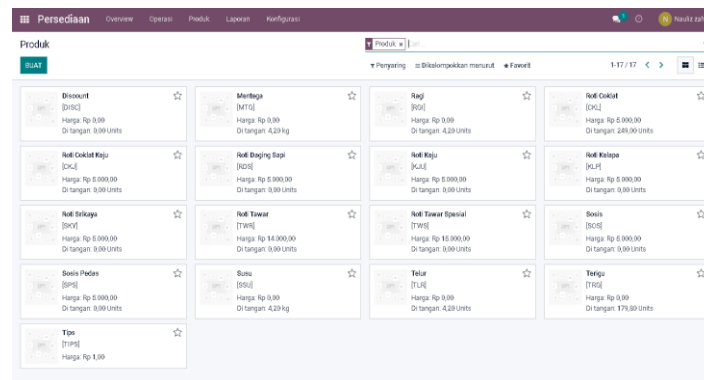 Persediaan Overview Operasi Produk Laporan Konfigurasi 1 N Nauliz zah
Produk
Produk × Cari...
BUAT Penyaring Dikelompokkan menurut Favorit 1-17 / 17
Discount
[DISC]
Harga: Rp 0,00
Di tangan: 0,00 Units
Mentega
[MTG]
Harga: Rp 0,00
Di tangan: 4,20 kg
Ragi
[RGI]
Harga: Rp 0,00
Di tangan: 4,20 Units
Roti Coklat
[CKL]
Harga: Rp 5.000,00
Di tangan: 249,00 Units
Roti Coklat Keju
[CKJ]
Harga: Rp 5.000,00
Di tangan: 0,00 Units
Roti Daging Sapi
[RDS]
Harga: Rp 5.000,00
Di tangan: 0,00 Units
Roti Keju
[KJU]
Harga: Rp 5.000,00
Di tangan: 0,00 Units
Roti Kelapa
[KLP]
Harga: Rp 5.000,00
Di tangan: 0,00 Units
Roti Srikaya
[SKY]
Harga: Rp 5.000,00
Di tangan: 0,00 Units
Roti Tawar
[TWR]
Harga: Rp 14.000,00
Di tangan: 0,00 Units
Roti Tawar Spesial
[TWS]
Harga: Rp 15.000,00
Di tangan: 0,00 Units
Sosis
[SOS]
Harga: Rp 5.000,00
Di tangan: 0,00 Units
Sosis Pedas
[SPS]
Harga: Rp 5.000,00
Di tangan: 0,00 Units
Susu
[SSU]
Harga: Rp 0,00
Di tangan: 4,20 kg
Telur
[TLR]
Harga: Rp 0,00
Di tangan: 4,20 Units
Terigu
[TRG]
Harga: Rp 0,00
Di tangan: 179,80 Units
Tips
[TIPS]
Harga: Rp 1,00